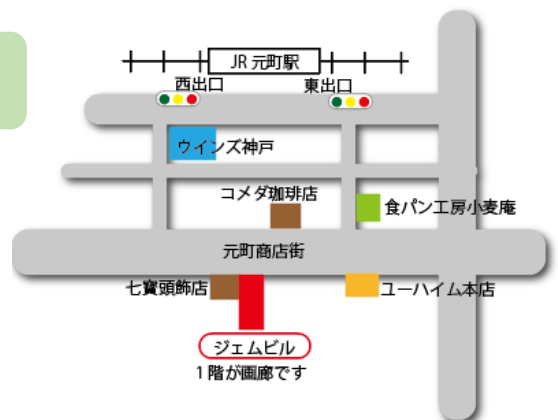 JR 元町駅
西出口
東出口
ウインズ神戸
コメダ珈琲店
食パン工房小麦庵
元町商店街
七寶頭飾店
ユーハイム本店
ジェムビル
1階が画廊です